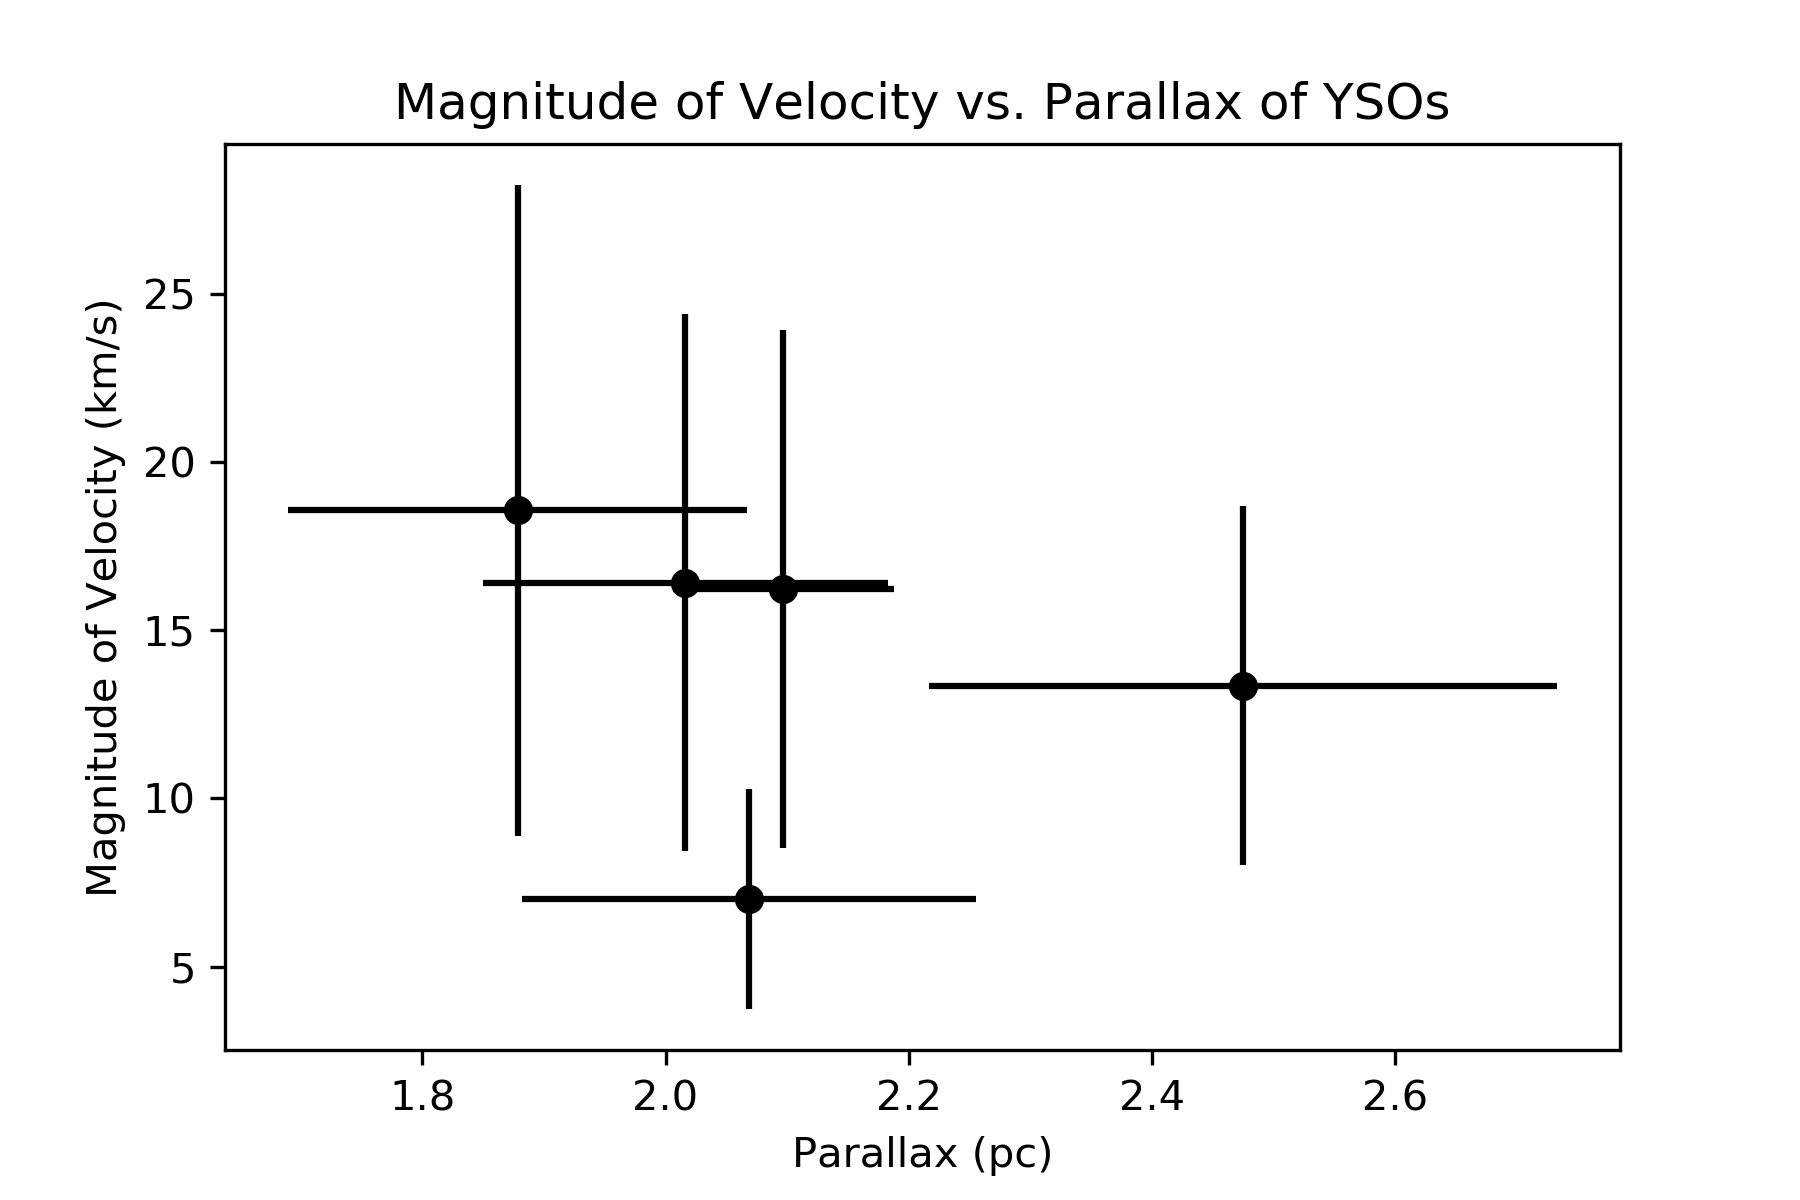 Magnitude of Velocity vs. Parallax of YSOs
Magnitude of Velocity (km/s)
25
20
15
10
5
1.8 2.0 2.2 2.4 2.6
Parallax (pc)